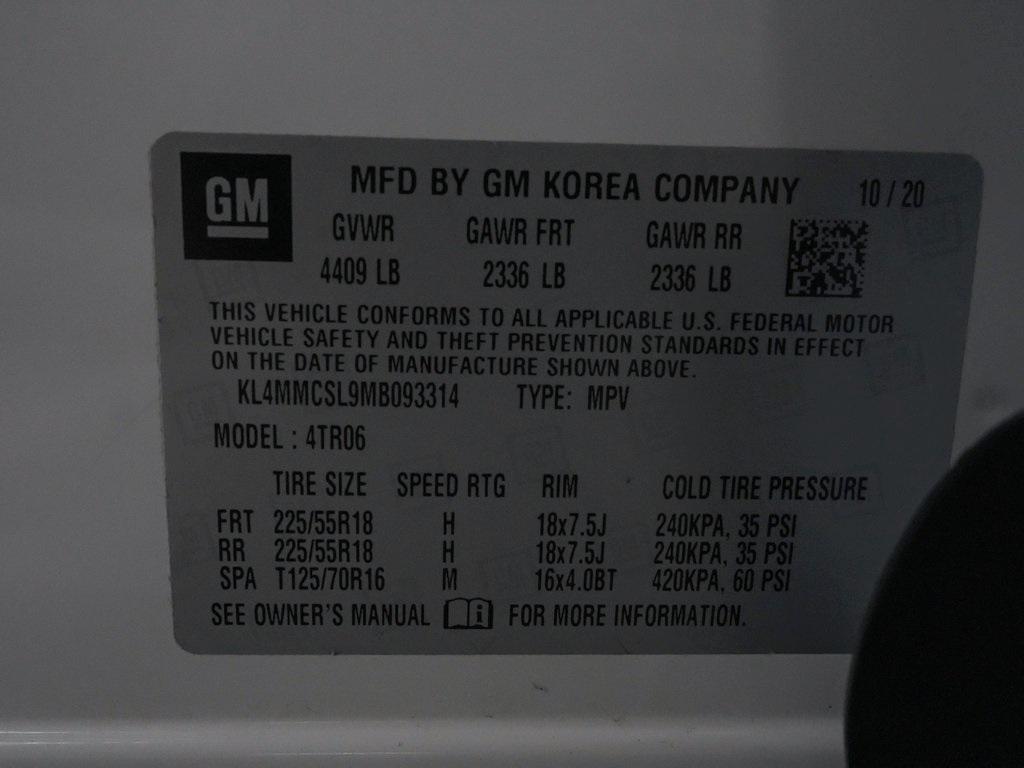 GM
MFD BY GM KOREA COMPANY 10 / 20
GVWR GAWR FRT GAWR RR
4409 LB 2336 LB 2336 LB
THIS VEHICLE CONFORMS TO ALL APPLICABLE U.S. FEDERAL MOTOR
VEHICLE SAFETY AND THEFT PREVENTION STANDARDS IN EFFECT
ON THE DATE OF MANUFACTURE SHOWN ABOVE.
KL4MMCSL9MB093314 TYPE: MPV
MODEL : 4TR06
TIRE SIZE SPEED RTG RIM COLD TIRE PRESSURE
FRT 225/55R18 H 18x7.5J 240KPA, 35 PSI
RR 225/55R18 H 18x7.5J 240KPA, 35 PSI
SPA T125/70R16 M 16x4.0BT 420KPA, 60 PSI
SEE OWNER'S MANUAL i FOR MORE INFORMATION.